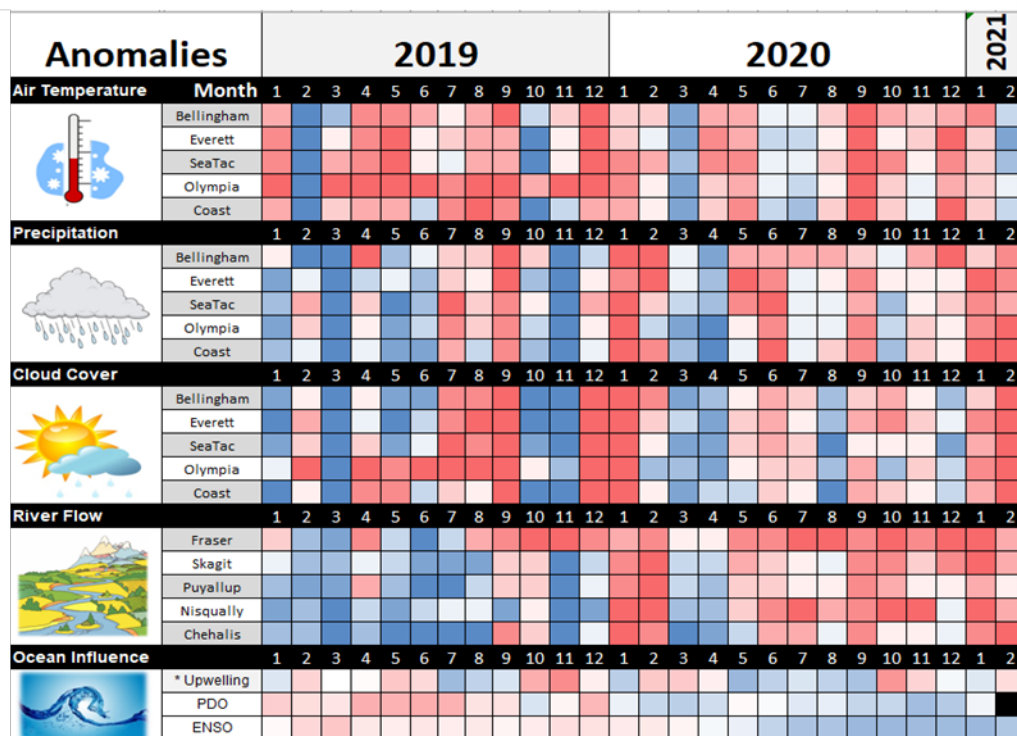 Anomalies 2019 2020 2021
Air Temperature Month 1 2 3 4 5 6 7 8 9 10 11 12 1 2 3 4 5 6 7 8 9 10 11 12 1 2
Bellingham
Everett
SeaTac
Olympia
Coast
Precipitation 1 2 3 4 5 6 7 8 9 10 11 12 1 2 3 4 5 6 7 8 9 10 11 12 1 2
Bellingham
Everett
SeaTac
Olympia
Coast
Cloud Cover 1 2 3 4 5 6 7 8 9 10 11 12 1 2 3 4 5 6 7 8 9 10 11 12 1 2
Bellingham
Everett
SeaTac
Olympia
Coast
River Flow 1 2 3 4 5 6 7 8 9 10 11 12 1 2 3 4 5 6 7 8 9 10 11 12 1 2
Fraser
Skagit
Puyallup
Nisqually
Chehalis
Ocean Influence 1 2 3 4 5 6 7 8 9 10 11 12 1 2 3 4 5 6 7 8 9 10 11 12 1 2
* Upwelling
PDO
ENSO